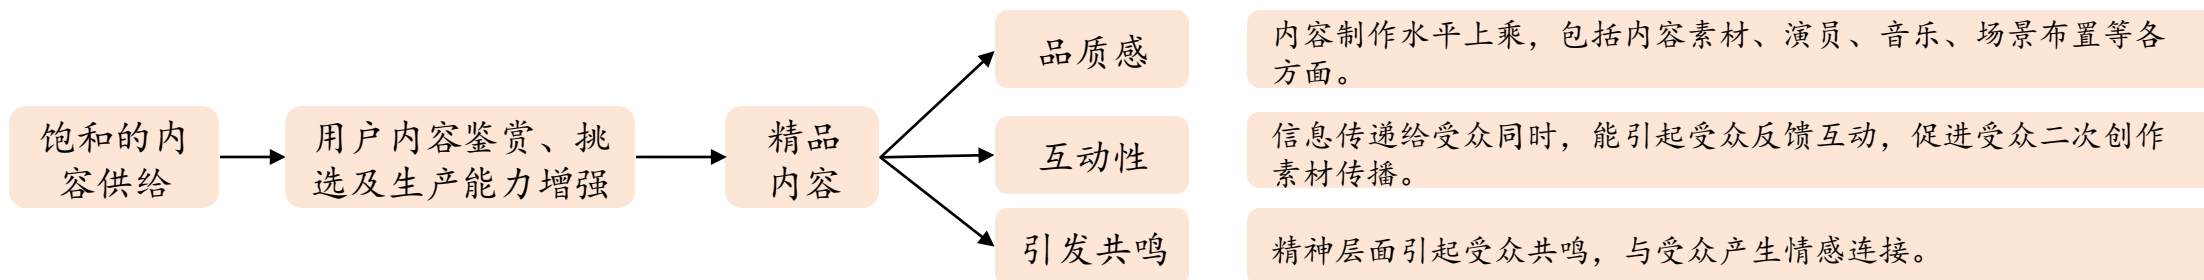 饱和的内
容供给
用户内容鉴赏、挑
选及生产能力增强
精品
内容
品质感
内容制作水平上乘，包括内容素材、演员、音乐、场景布置等各
方面。
互动性
信息传递给受众同时，能引起受众反馈互动，促进受众二次创作
素材传播。
引发共鸣
精神层面引起受众共鸣，与受众产生情感连接。